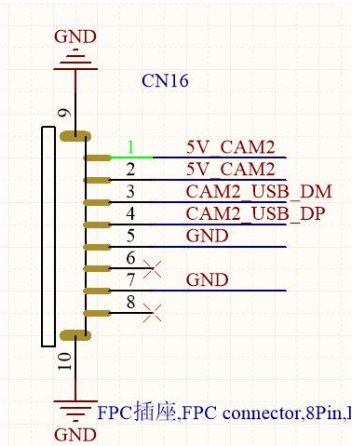 GND
CN16
9
1 5V_CAM2
2 5V_CAM2
3 CAM2_USB_DM
4 CAM2_USB_DP
5 GND
6
7 GND
8
10
FPC插座,FPC connector,8Pin,
GND